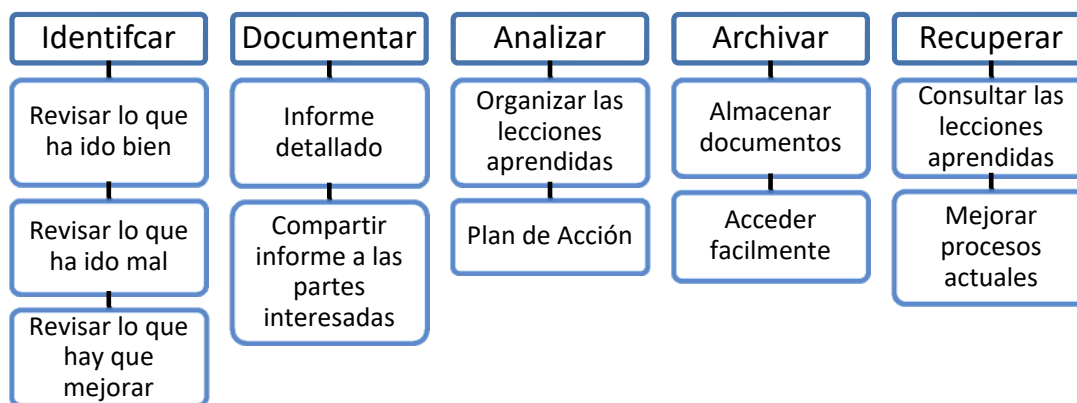 Identifcar
Revisar lo que
ha ido bien
Revisar lo que
ha ido mal
Revisar lo que
hay que
mejorar
Documentar
Informe
detallado
Compartir
informe a las
partes
interesadas
Analizar
Organizar las
lecciones
aprendidas
Plan de Acción
Archivar
Almacenar
documentos
Acceder
facilmente
Recuperar
Consultar las
lecciones
aprendidas
Mejorar
procesos
actuales